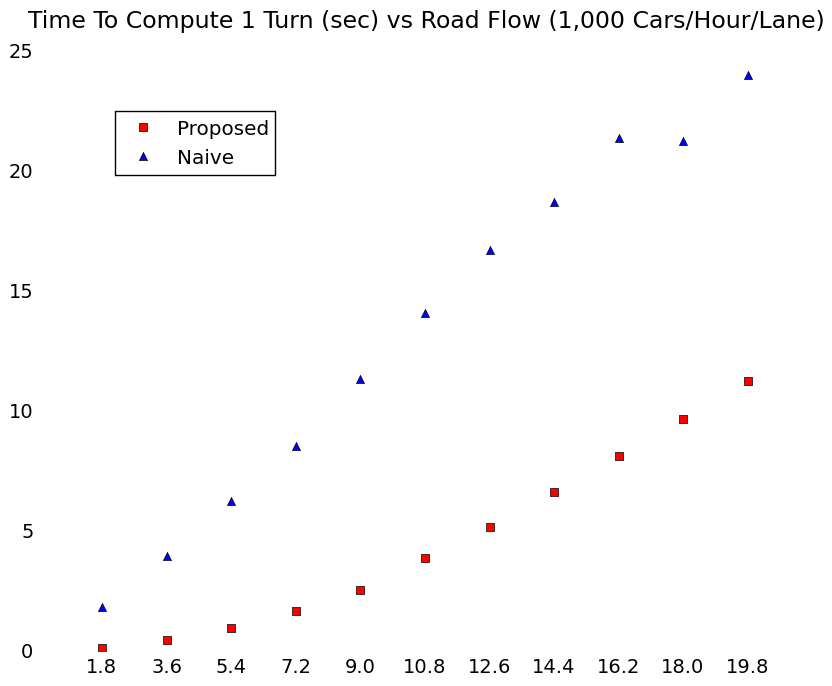 Time To Compute 1 Turn (sec) vs Road Flow (1,000 Cars/Hour/Lane)
25
Proposed
Naive
20
15
10
5
0
1.8 3.6 5.4 7.2 9.0 10.8 12.6 14.4 16.2 18.0 19.8